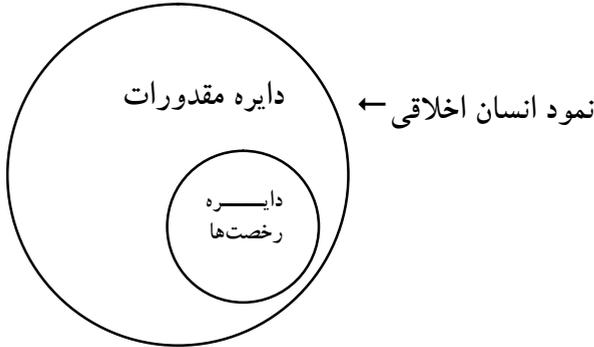 نمود انسان اخلاقی ←
دایره مقدورات
دایـــــره
رخصت‌ها